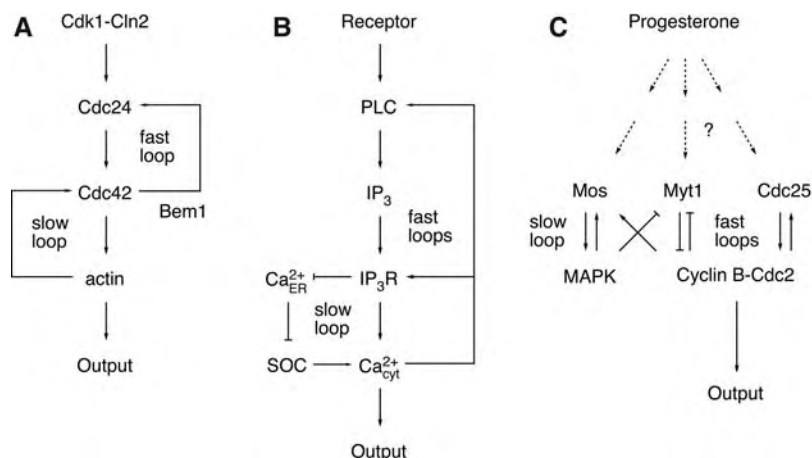 A
Cdk1-Cln2
Cdc24
fast
loop
Cdc42
Bem1
slow
loop
actin
Output
B
Receptor
PLC
IP3
fast
loops
Ca2+ER
IP3R
slow
loop
SOC
Ca2+cyt
Output
C
Progesterone
?
Mos
Myt1
Cdc25
slow
loop
fast
loops
MAPK
Cyclin B-Cdc2
Output